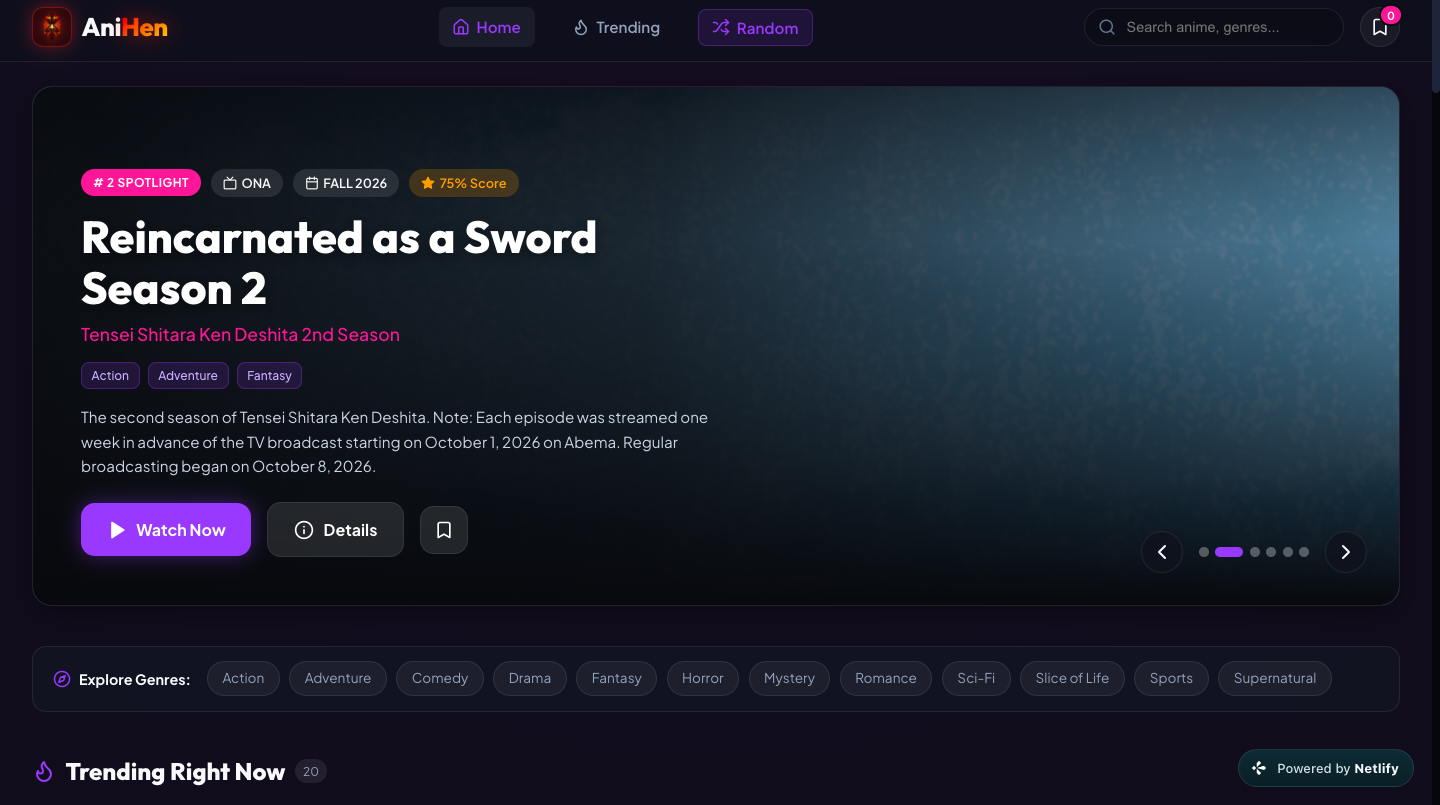 AniHen
Home
Trending
Random
Search anime, genres...
0
# 2 SPOTLIGHT
ONA
FALL 2026
75% Score
Reincarnated as a Sword
Season 2
Tensei Shitara Ken Deshita 2nd Season
Action
Adventure
Fantasy
The second season of Tensei Shitara Ken Deshita. Note: Each episode was streamed one
week in advance of the TV broadcast starting on October 1, 2026 on Abema. Regular
broadcasting began on October 8, 2026.
Watch Now
Details
Explore Genres:
Action
Adventure
Comedy
Drama
Fantasy
Horror
Mystery
Romance
Sci-Fi
Slice of Life
Sports
Supernatural
Trending Right Now
20
Powered by Netlify